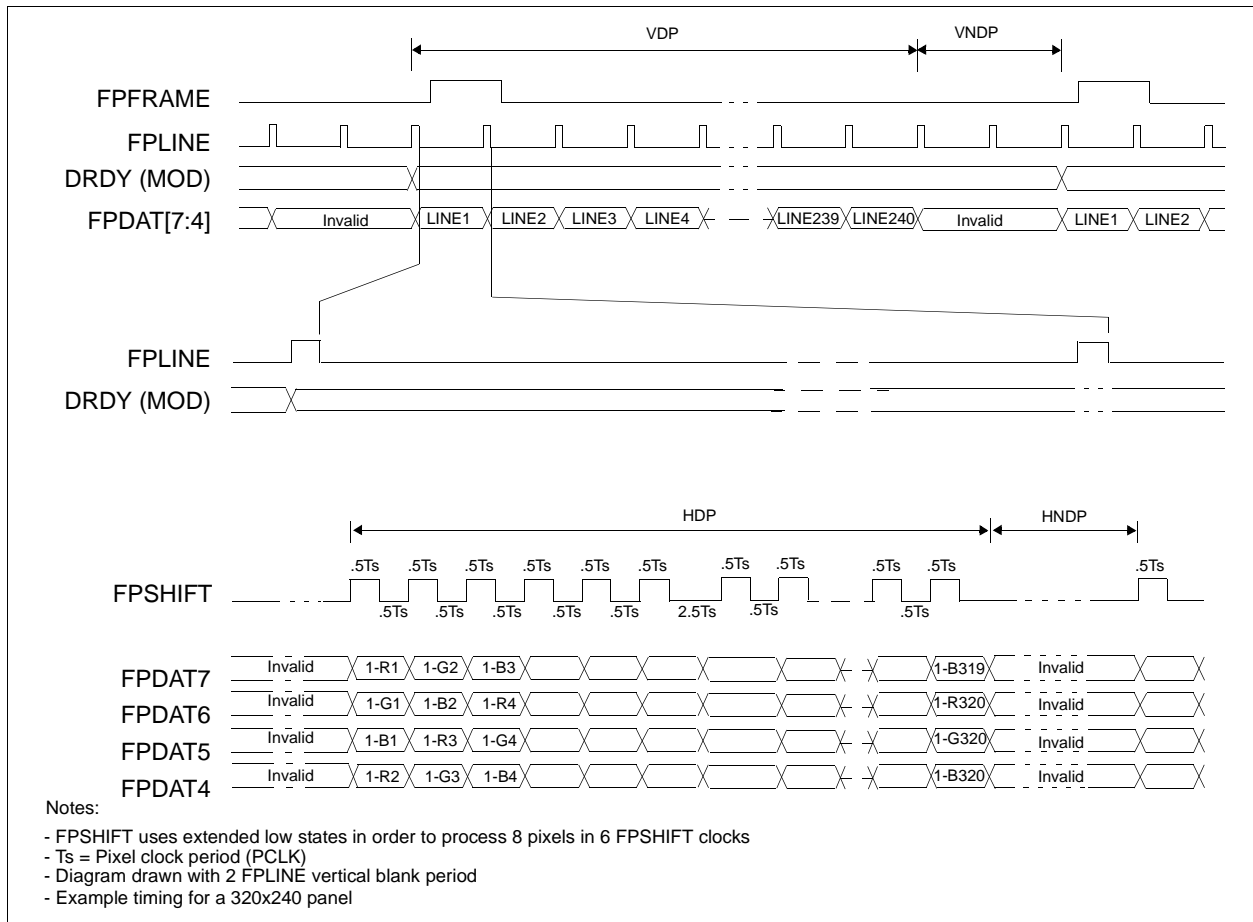 VDP VNDP
FPFRAME
FPLINE
DRDY (MOD)
FPDAT[7:4] Invalid LINE1 LINE2 LINE3 LINE4 LINE239 LINE240 Invalid LINE1 LINE2
FPLINE
DRDY (MOD)
HDP HNDP
.5Ts .5Ts .5Ts .5Ts .5Ts .5Ts .5Ts .5Ts .5Ts .5Ts .5Ts
FPSHIFT
.5Ts .5Ts .5Ts .5Ts .5Ts 2.5Ts .5Ts .5Ts
FPDAT7 Invalid 1-R1 1-G2 1-B3 1-B319 Invalid
FPDAT6 Invalid 1-G1 1-B2 1-R4 1-R320 Invalid
FPDAT5 Invalid 1-B1 1-R3 1-G4 1-G320 Invalid
FPDAT4 Invalid 1-R2 1-G3 1-B4 1-B320 Invalid
Notes:
- FPSHIFT uses extended low states in order to process 8 pixels in 6 FPSHIFT clocks
- Ts = Pixel clock period (PCLK)
- Diagram drawn with 2 FPLINE vertical blank period
- Example timing for a 320x240 panel